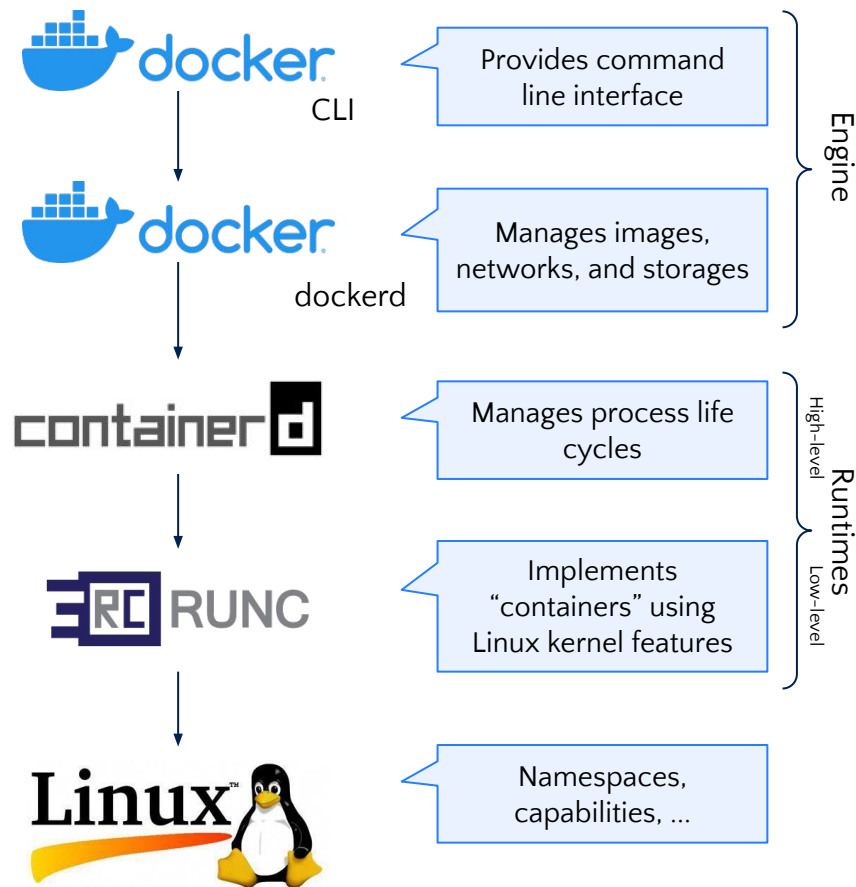 docker
CLI
Provides command
line interface
Engine
docker
dockerd
Manages images,
networks, and storages
containerd
Manages process life
cycles
High-level
Runtimes
RC RUNC
Implements
“containers” using
Linux kernel features
Low-level
Linux™
Namespaces,
capabilities, ...